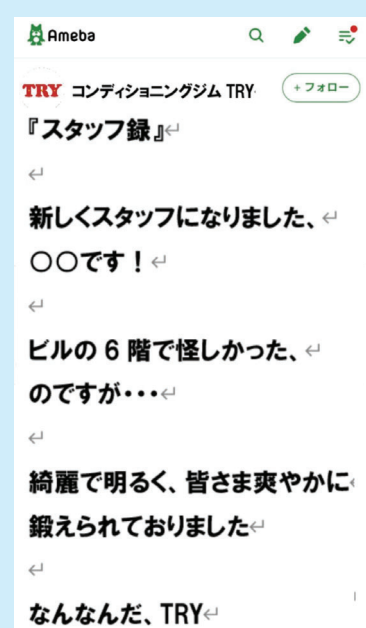 Ameba
TRY コンディショニングジム TRY
+ フォロー
『スタッフ録』↵
↵
新しくスタッフになりました、↵
〇〇です！↵
↵
ビルの 6 階で怪しかった、↵
のですが・・・↵
↵
綺麗で明るく、皆さま爽やかに
鍛えられておりました↵
↵
なんなんだ、TRY↵